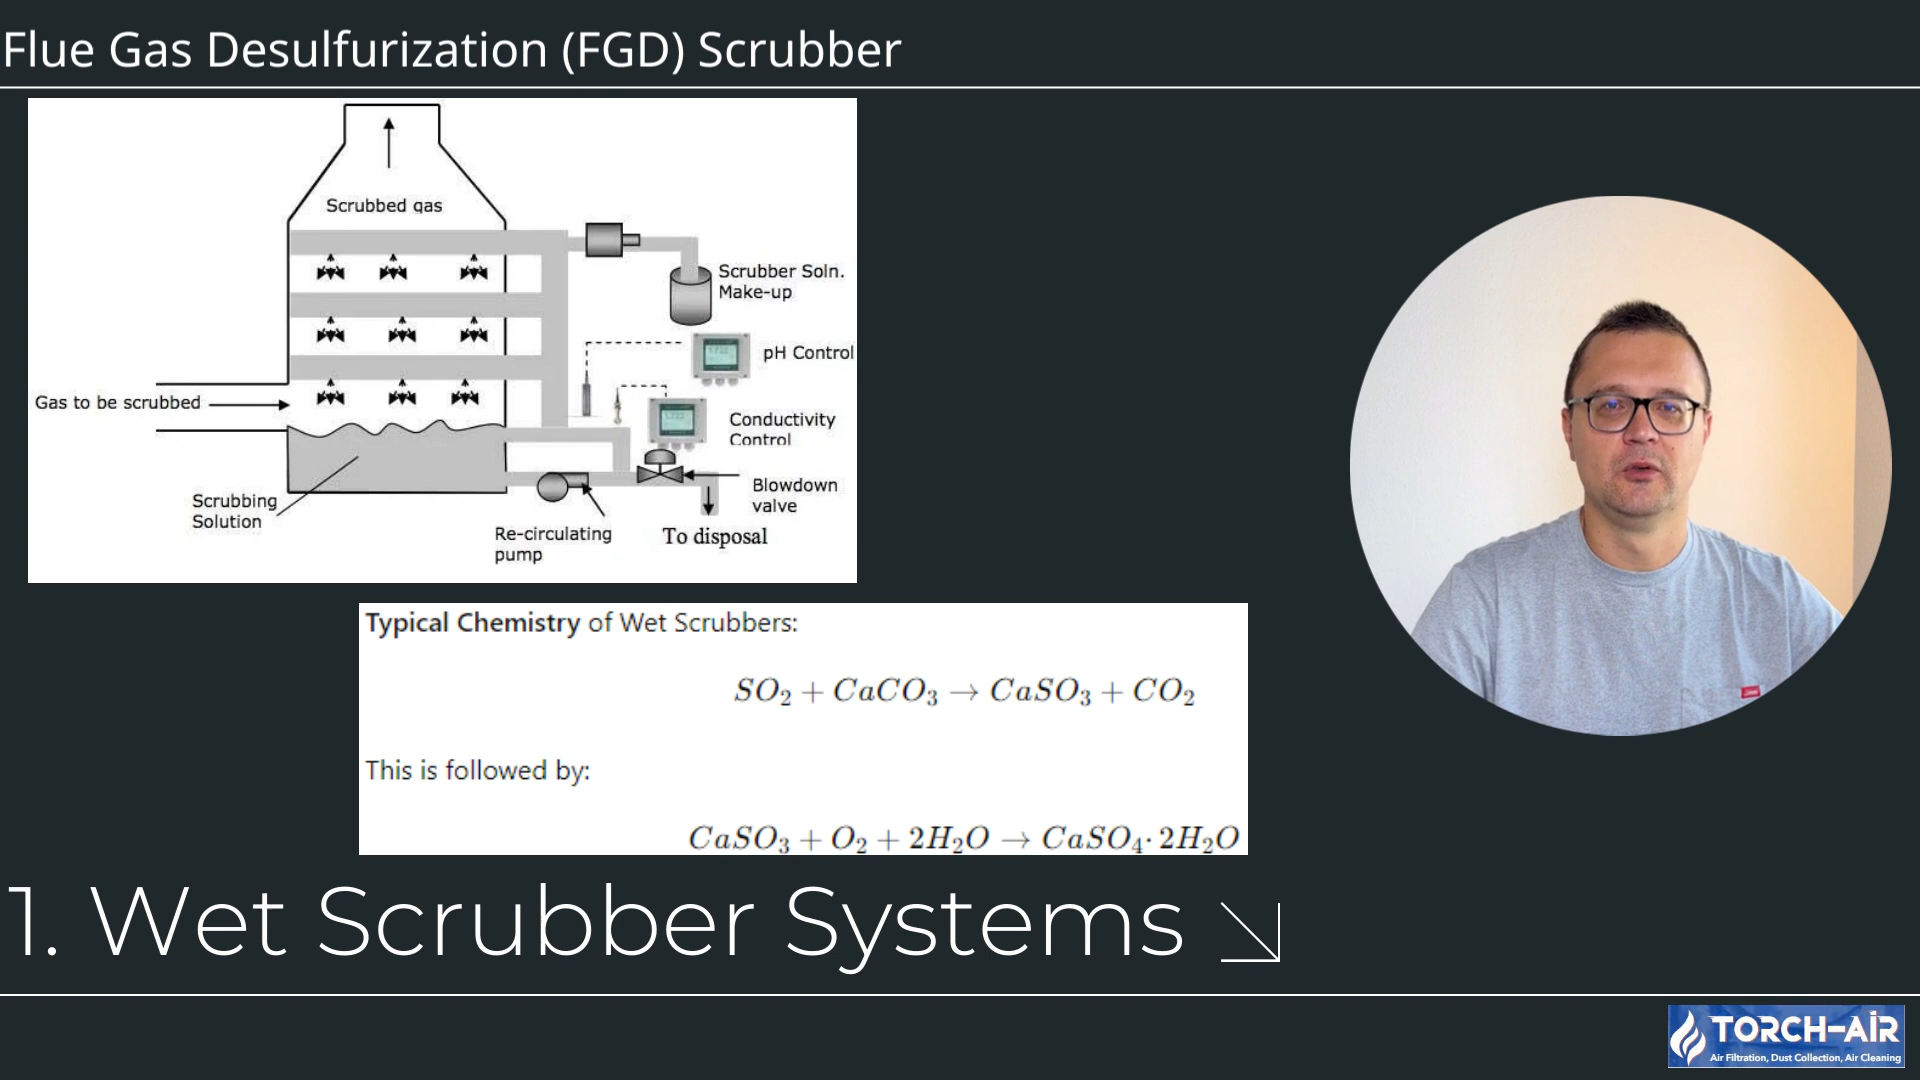 Flue Gas Desulfurization (FGD) Scrubber
Scrubbed gas
Scrubber Soln.
Make-up
pH Control
Gas to be scrubbed
Conductivity
Control
Blowdown
valve
Scrubbing
Solution
Re-circulating
pump
To disposal
Typical Chemistry of Wet Scrubbers:
SO₂ + CaCO₃ → CaSO₃ + CO₂
This is followed by:
CaSO₃ + O₂ + 2H₂O → CaSO₄· 2H₂O
1. Wet Scrubber Systems
TORCH-AIR
Air Filtration, Dust Collection, Air Cleaning